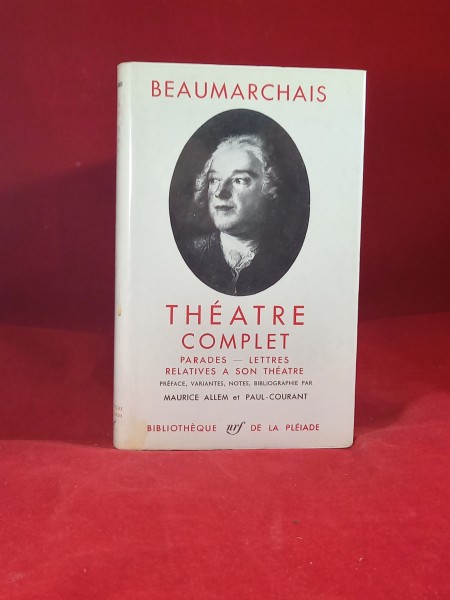 BEAUMARCHAIS
THÉATRE
COMPLET
PARADES — LETTRES
RELATIVES A SON THÉATRE
PRÉFACE, VARIANTES, NOTES, BIBLIOGRAPHIE PAR
MAURICE ALLEM et PAUL-COURANT
BIBLIOTHÈQUE nrf DE LA PLÉIADE